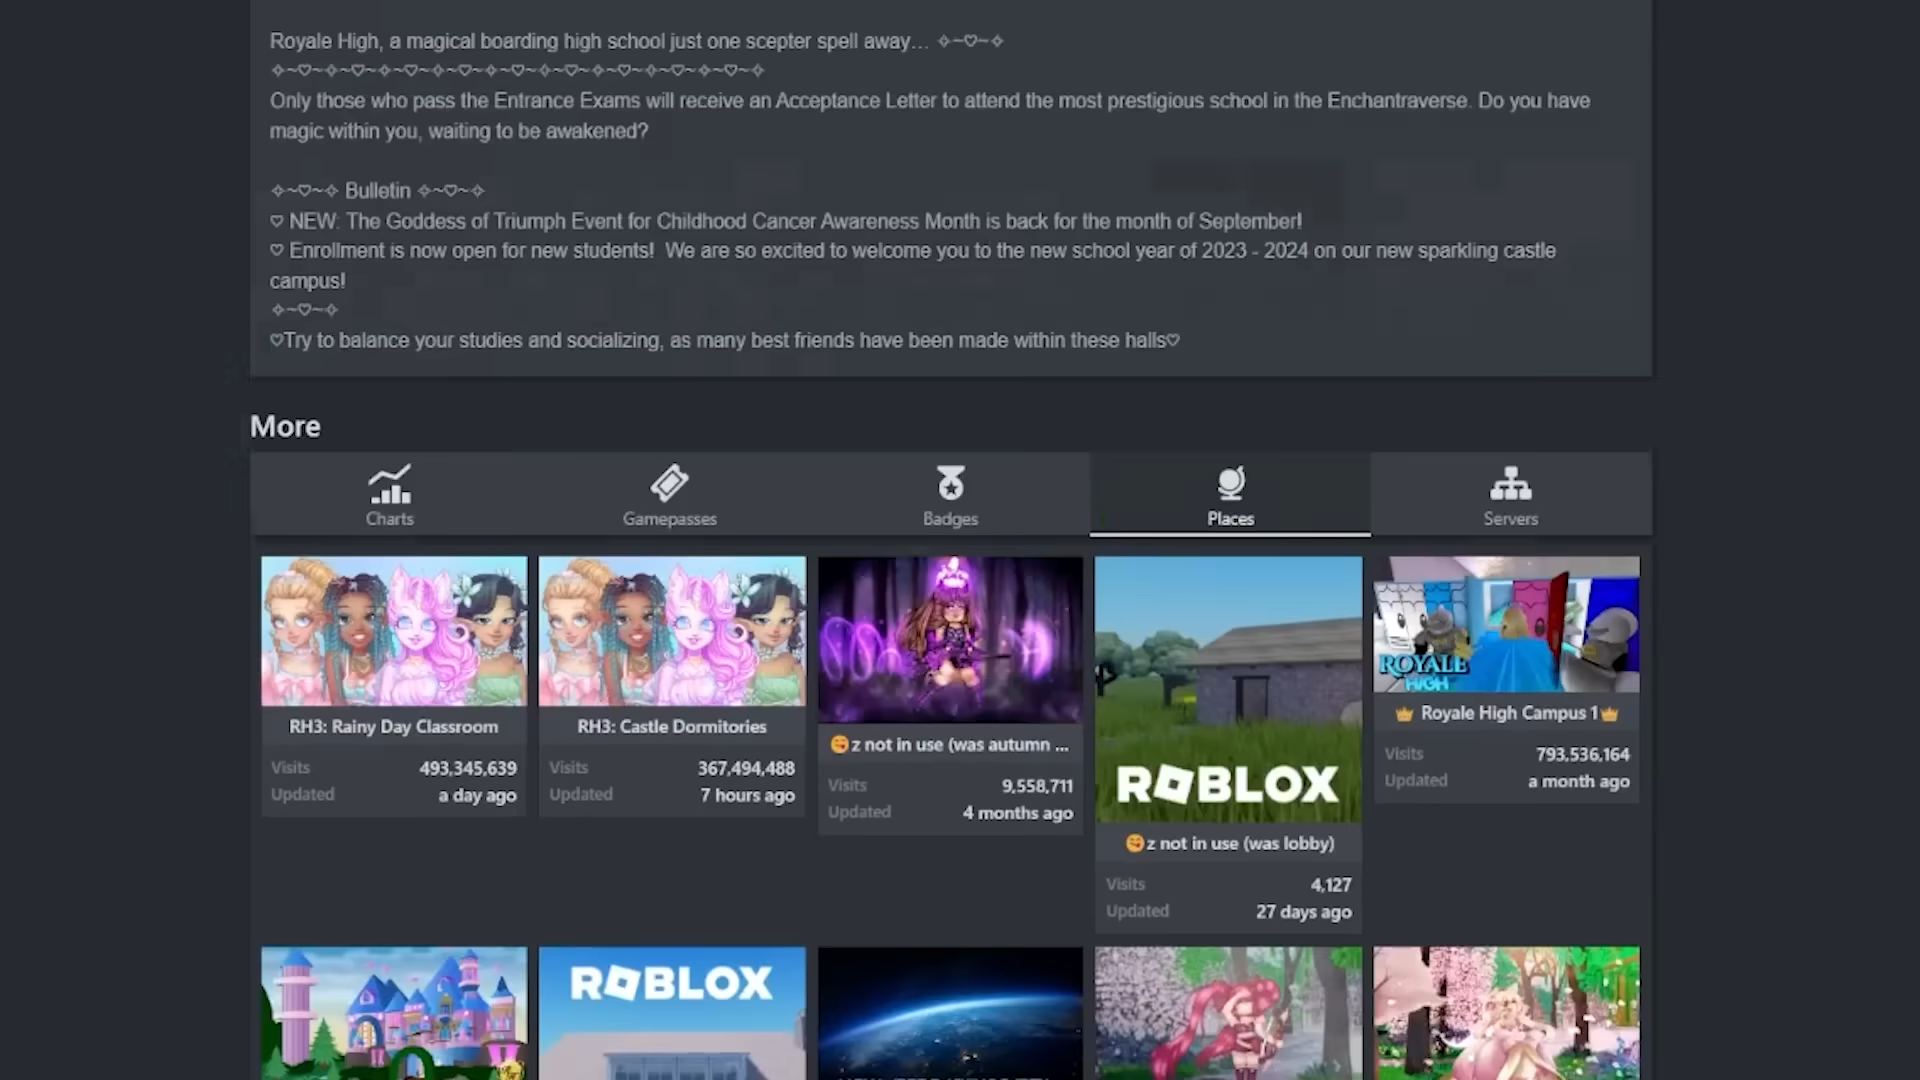 Royale High, a magical boarding high school just one scepter spell away... ✧~♡~✧
✧~♡~✧~♡~✧~♡~✧~♡~✧~♡~✧~♡~✧~♡~✧~♡~✧~♡~✧
Only those who pass the Entrance Exams will receive an Acceptance Letter to attend the most prestigious school in the Enchantraverse. Do you have
magic within you, waiting to be awakened?
✧~♡~✧ Bulletin ✧~♡~✧
♡ NEW: The Goddess of Triumph Event for Childhood Cancer Awareness Month is back for the month of September!
♡ Enrollment is now open for new students!  We are so excited to welcome you to the new school year of 2023 - 2024 on our new sparkling castle
campus!
✧~♡~✧
♡Try to balance your studies and socializing, as many best friends have been made within these halls♡
More
Charts
Gamepasses
Badges
Places
Servers
RH3: Rainy Day Classroom
Visits 493,345,639
Updated a day ago
RH3: Castle Dormitories
Visits 367,494,488
Updated 7 hours ago
😋z not in use (was autumn ...
Visits 9,558,711
Updated 4 months ago
ROBLOX
😋z not in use (was lobby)
Visits 4,127
Updated 27 days ago
ROYALE
HIGH
👑 Royale High Campus 1👑
Visits 793,536,164
Updated a month ago
ROBLOX